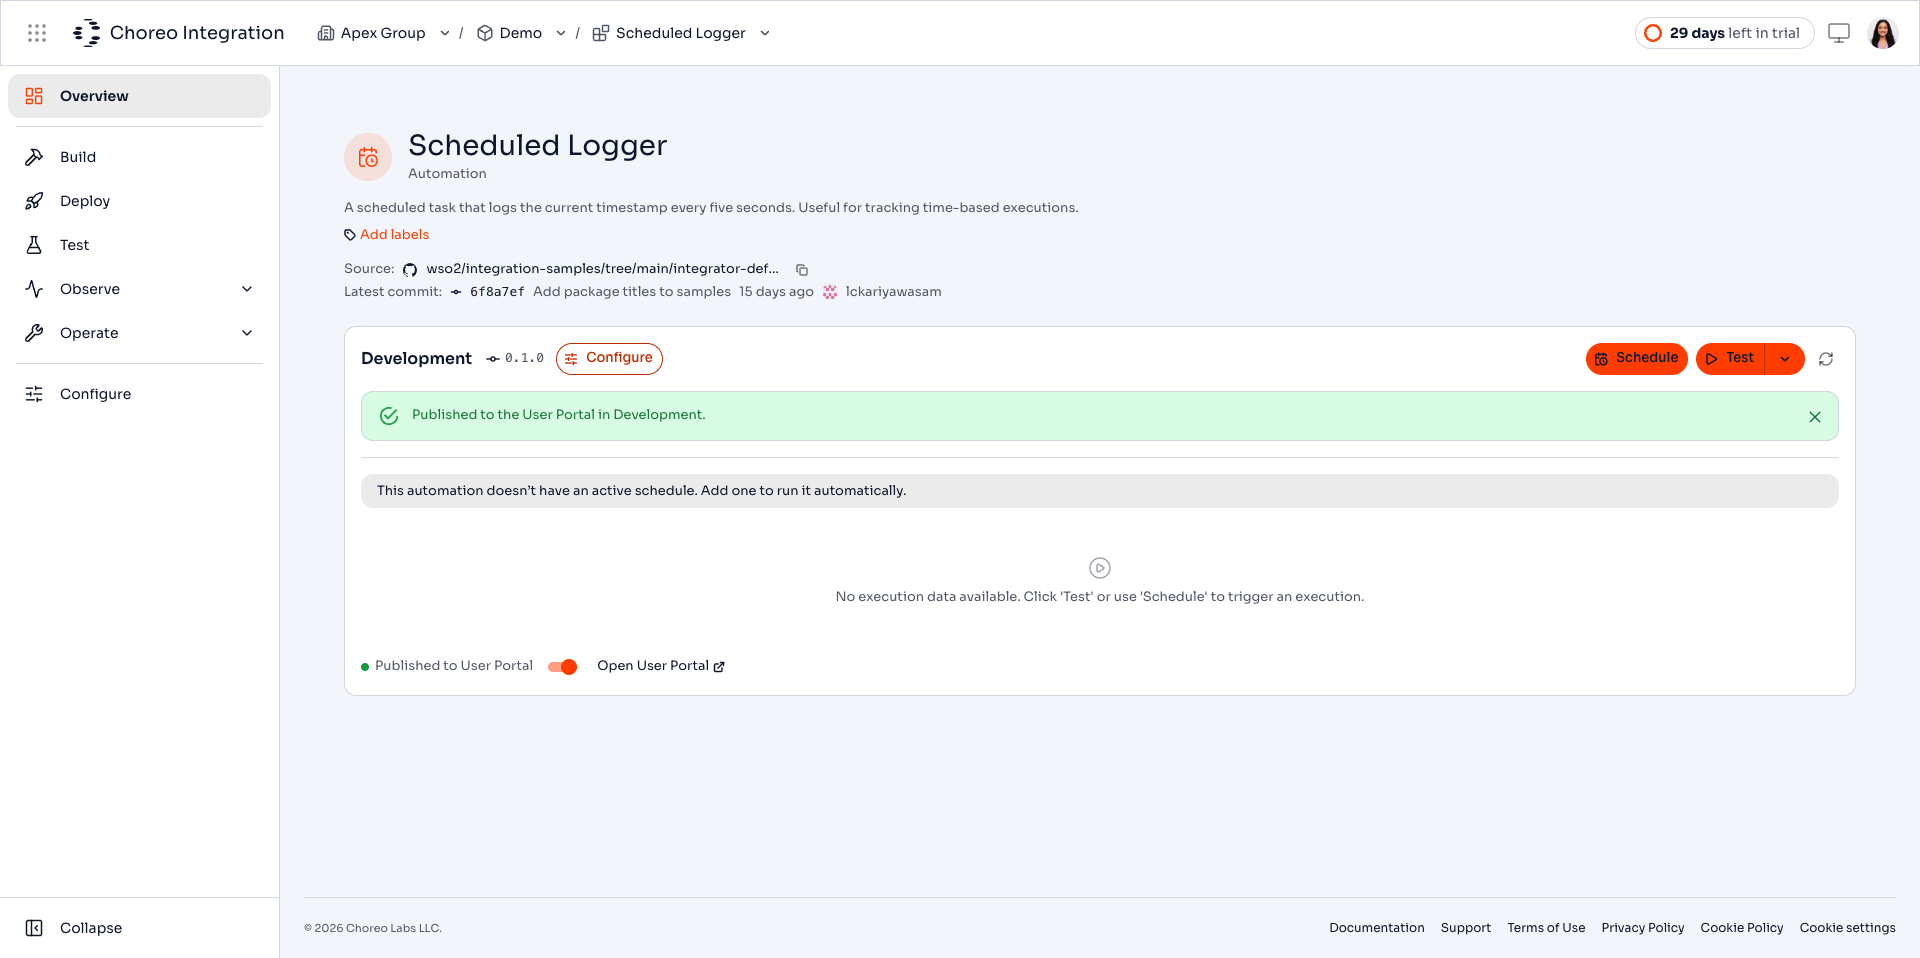 Choreo Integration
Apex Group / Demo / Scheduled Logger
29 days left in trial
Overview
Build
Deploy
Test
Observe
Operate
Configure
Collapse
Scheduled Logger
Automation
A scheduled task that logs the current timestamp every five seconds. Useful for tracking time-based executions.
Add labels
Source: wso2/integration-samples/tree/main/integrator-def...
Latest commit: 6f8a7ef Add package titles to samples 15 days ago lckariyawasam
Development 0.1.0 Configure
Schedule Test
Published to the User Portal in Development.
This automation doesn’t have an active schedule. Add one to run it automatically.
No execution data available. Click 'Test' or use 'Schedule' to trigger an execution.
Published to User Portal Open User Portal
© 2026 Choreo Labs LLC.
Documentation Support Terms of Use Privacy Policy Cookie Policy Cookie settings